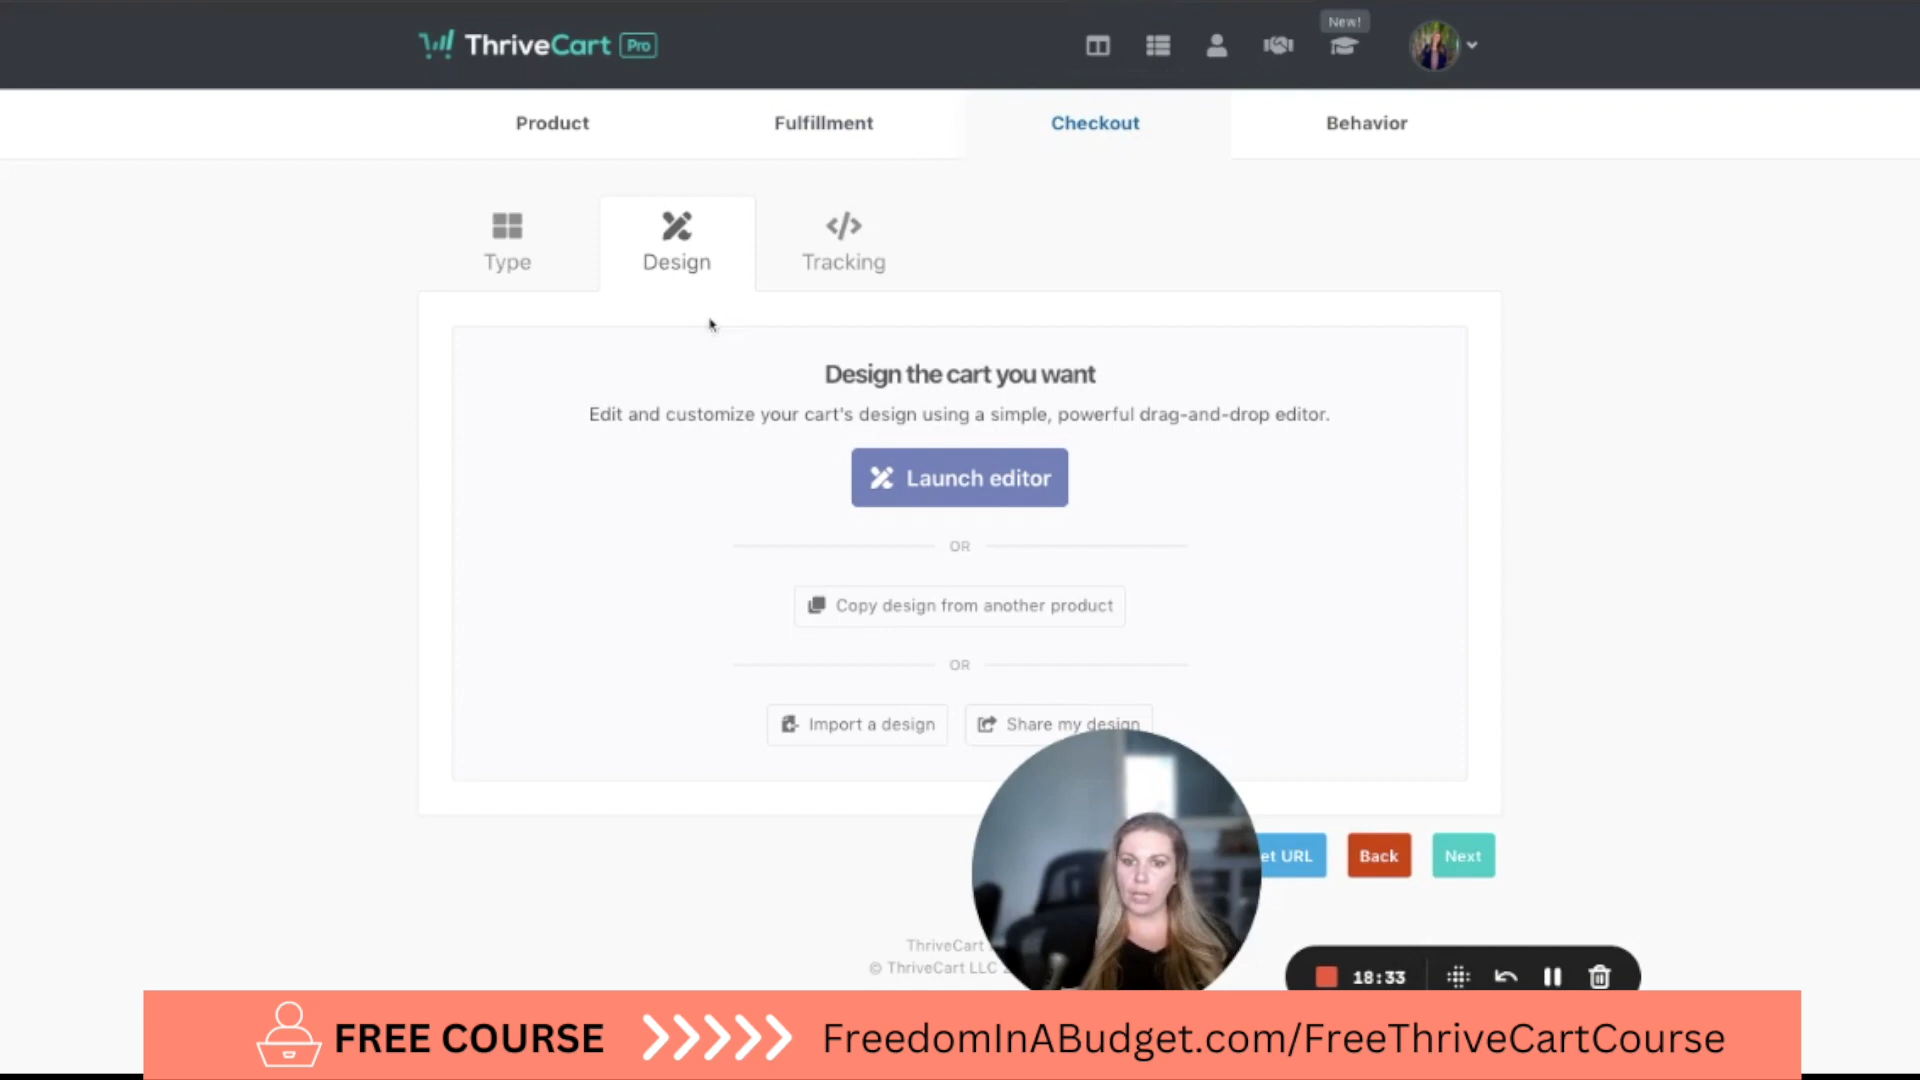 ThriveCart Pro
New!
Product Fulfillment Checkout Behavior
Type Design Tracking
Design the cart you want
Edit and customize your cart's design using a simple, powerful drag-and-drop editor.
Launch editor
OR
Copy design from another product
OR
Import a design Share my design
et URL Back Next
ThriveCart
© ThriveCart LLC
18:33
FREE COURSE FreedomInABudget.com/FreeThriveCartCourse